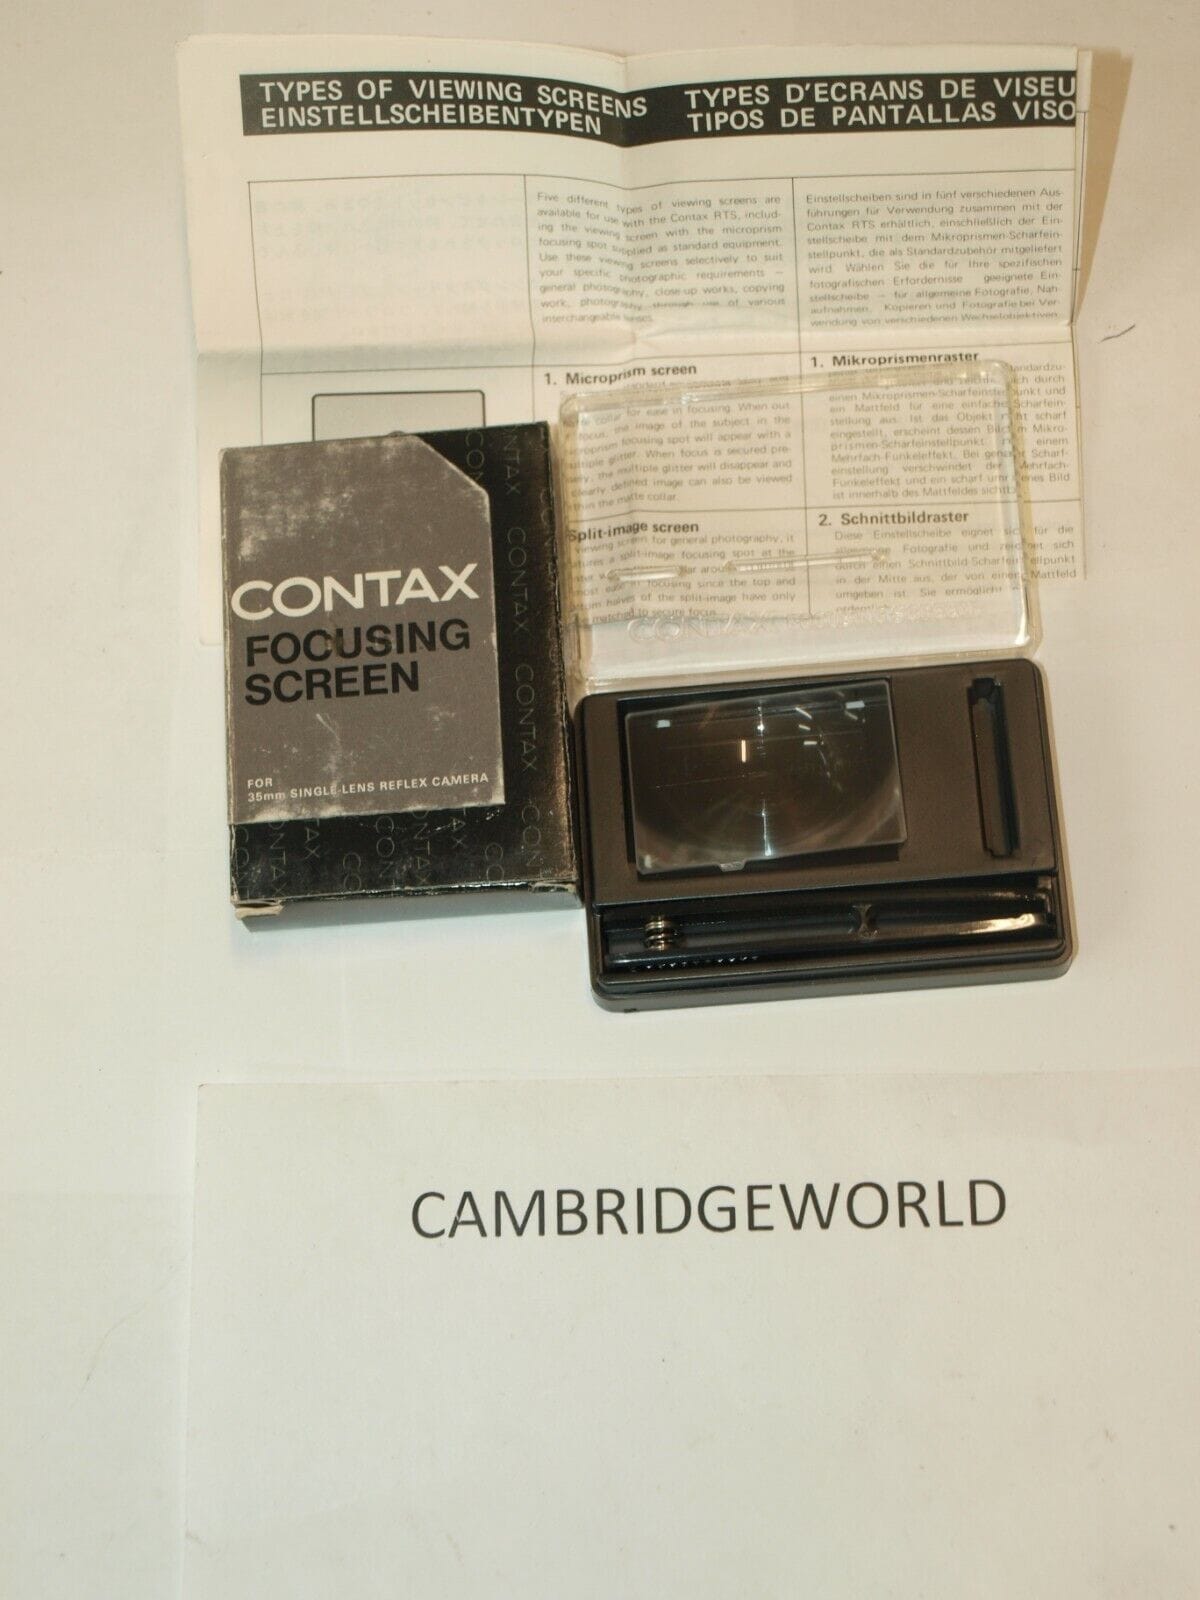 TYPES OF VIEWING SCREENS
EINSTELLSCHEIBENTYPEN
TYPES D'ECRANS DE VISEU
TIPOS DE PANTALLAS VISO
Five different types of viewing screens are
available for use with the Contax RTS, includ-
ing the viewing screen with the microprism
focusing spot supplied as standard equipment.
Use these viewing screens selectively to suit
your specific photographic requirements —
general photography, close-up works, copying
work, photography through use of various
interchangeable lenses.
Einstellscheiben sind in fünf verschiedenen Aus-
führungen für Verwendung zusammen mit der
Contax RTS erhältlich, einschließlich der Ein-
stellscheibe mit dem Mikroprismen-Scharfein-
stellpunkt, die als Standardzubehör mitgeliefert
wird. Wählen Sie die für Ihre spezifischen
fotografischen Erfordernisse geeignete Ein-
stellscheibe — für allgemeine Fotografie, Nah-
aufnahmen, Kopieren und Fotografie bei Ver-
wendung von verschiedenen Wechselobjektiven.
1. Microprism screen
collar for ease in focusing. When out
focus, the image of the subject in the
microprism focusing spot will appear with a
multiple glitter. When focus is secured pre-
the multiple glitter will disappear and
clearly defined image can also be viewed
within the matte collar.
Split-image screen
viewing screen for general photography, it
a split-image focusing spot at the
ease in focusing since the top and
halves of the split-image have only
matched to secure focus.
1. Mikroprismenraster
einen Mikroprismen-Scharfeinstellpunkt und
ein Mattfeld für eine einfache Scharfein-
stellung aus. Ist das Objekt nicht scharf
eingestellt, erscheint dessen Bild im Mikro-
prismen-Scharfeinstellpunkt mit einem
Mehrfach-Funkeleffekt. Bei genauer Scharf-
einstellung verschwindet der Mehrfach-
Funkeleffekt und ein scharf umrissenes Bild
ist innerhalb des Mattfeldes sichtbar.
2. Schnittbildraster
Diese Einstellscheibe eignet sich für die
allgemeine Fotografie und zeichnet sich
durch einen Schnittbild-Scharfeinstellpunkt
in der Mitte aus, der von einem Mattfeld
umgeben ist. Sie ermöglicht
CONTAX FOCUSING SCREEN
CONTAX
FOCUSING
SCREEN
FOR
35mm SINGLE-LENS REFLEX CAMERA
CONTAX CONTAX CONTAX
CAMBRIDGEWORLD